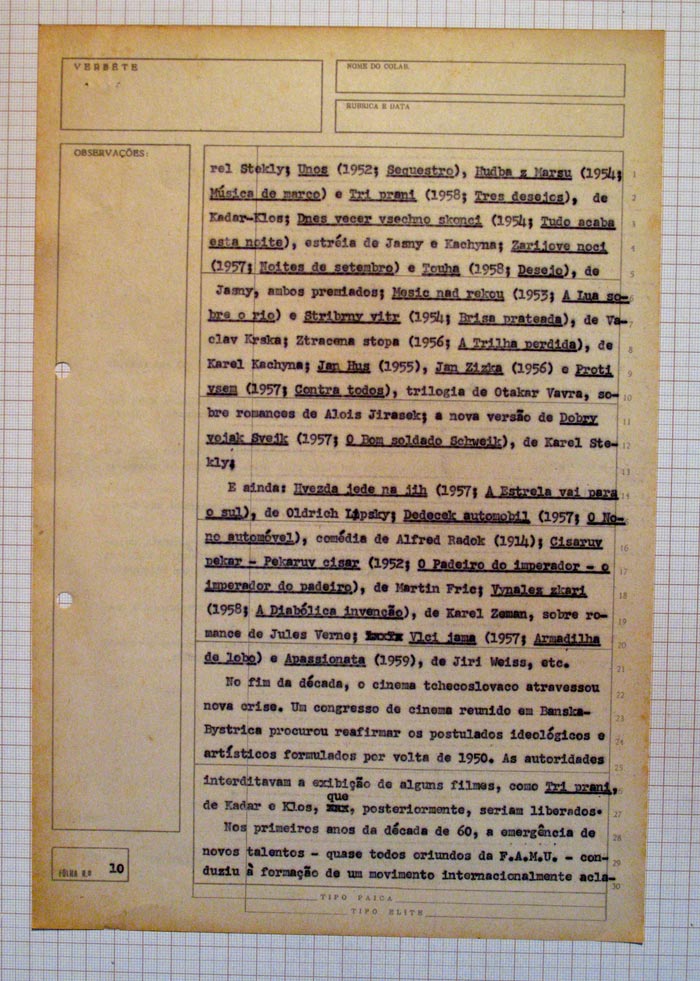 VERBÊTE
NOME DO COLAB.
RUBRICA E DATA
OBSERVAÇÕES:
rel Stekly; Unos (1952; Sequestro), Hudba z Marsu (1954; 1
Música de março) e Tri prani (1958; Tres desejos), de 2
Kadar-Klos; Dnes vecer vsechno skonci (1954; Tudo acaba 3
esta noite), estréia de Jasny e Kachyna; Zarijove noci 4
(1957; Noites de setembro) e Touha (1958; Desejo), de 5
Jasny, ambos premiados; Mesic nad rekou (1953; A Lua so- 6
bre o rio) e Stribrny vitr (1954; Brisa prateada), de Va- 7
clav Krska; Ztracena stopa (1956; A Trilha perdida), de 8
Karel Kachyna; Jan Hus (1955), Jan Zizka (1956) e Proti 9
vsem (1957; Contra todos), trilogia de Otakar Vavra, so- 10
bre romances de Alois Jirasek; a nova versão de Dobry 11
vojak Svejk (1957; O Bom soldado Schweik), de Karel Ste- 12
kly; 13
E ainda: Hvezda jede na jih (1957; A Estrela vai para 14
o sul), de Oldrich Lipsky; Dedecek automobil (1957; O No- 15
no automóvel), comédia de Alfred Radok (1914); Cisaruv 16
pekar - Pekaruv cisar (1952; O Padeiro do imperador - o 17
imperador do padeiro), de Martin Fric; Vynalez zkari 18
(1958; A Diabólica invenção), de Karel Zeman, sobre ro- 19
mance de Jules Verne; Vlci jama (1957; Armadilha 20
de lobo) e Apassionata (1959), de Jiri Weiss, etc. 21
No fim da década, o cinema tchecoslovaco atravessou 22
nova crise. Um congresso de cinema reunido em Banska- 23
Bystrica procurou reafirmar os postulados ideológicos e 24
artísticos formulados por volta de 1950. As autoridades 25
interditavam a exibição de alguns filmes, como Tri prani, 26
que
de Kadar e Klos, xxx, posteriormente, seriam liberados. 27
Nos primeiros anos da década de 60, a emergência de 28
novos talentos - quase todos oriundos da F.A.M.U. - con- 29
duziu à formação de um movimento internacionalmente acla- 30
FÔLHA N.º 10
TIPO PAICA
TIPO ELITE